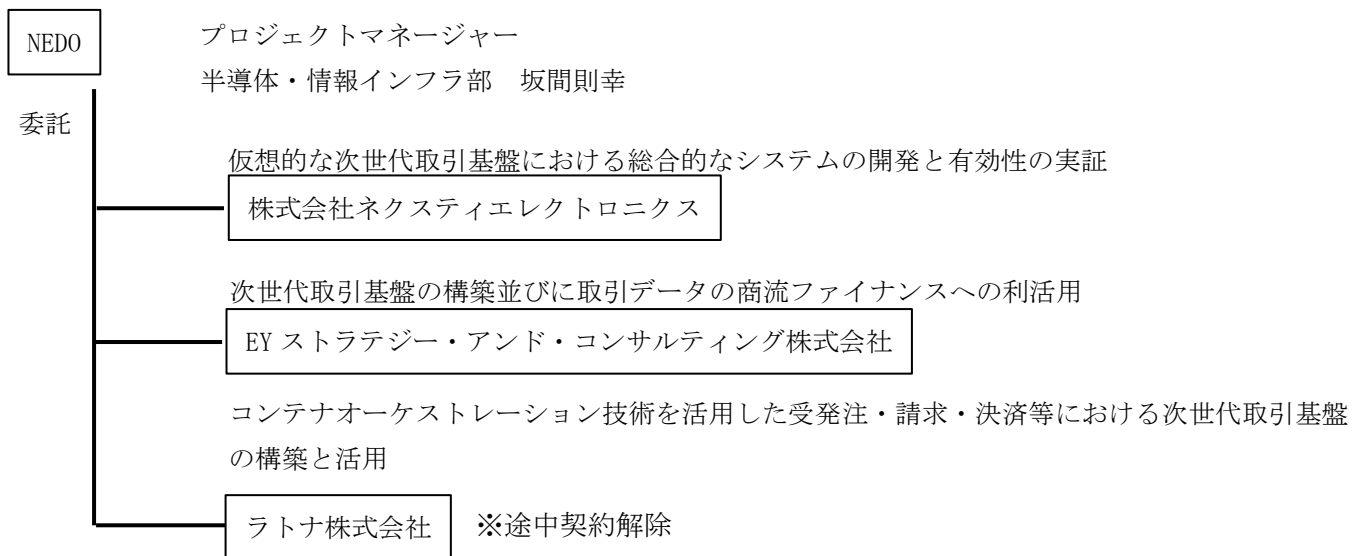 NEDO
プロジェクトマネージャー
半導体・情報インフラ部　坂間則幸
委託
仮想的な次世代取引基盤における総合的なシステムの開発と有効性の実証
株式会社ネクスティエレクトロニクス
次世代取引基盤の構築並びに取引データの商流ファイナンスへの利活用
EY ストラテジー・アンド・コンサルティング株式会社
コンテナオーケストレーション技術を活用した受発注・請求・決済等における次世代取引基盤
の構築と活用
ラトナ株式会社　※途中契約解除